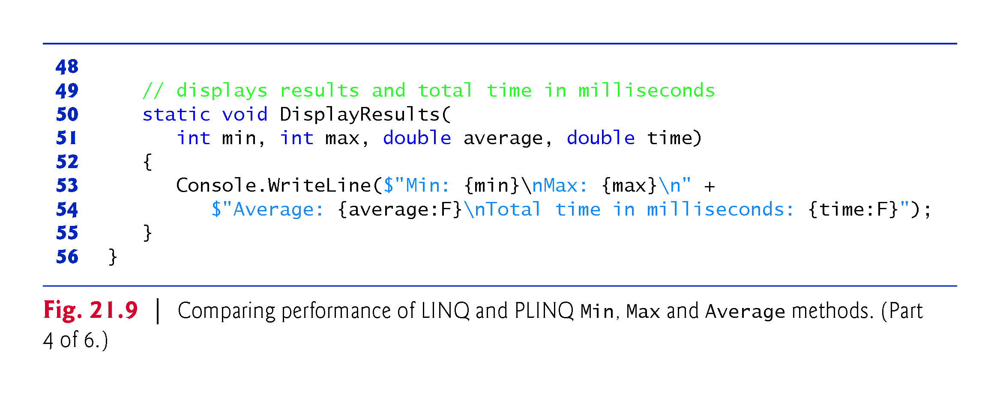 48
49 // displays results and total time in milliseconds
50 static void DisplayResults(
51 int min, int max, double average, double time)
52 {
53 Console.WriteLine($"Min: {min}\nMax: {max}\n" +
54 $"Average: {average:F}\nTotal time in milliseconds: {time:F}");
55 }
56 }
Fig. 21.9 | Comparing performance of LINQ and PLINQ Min, Max and Average methods. (Part
4 of 6.)